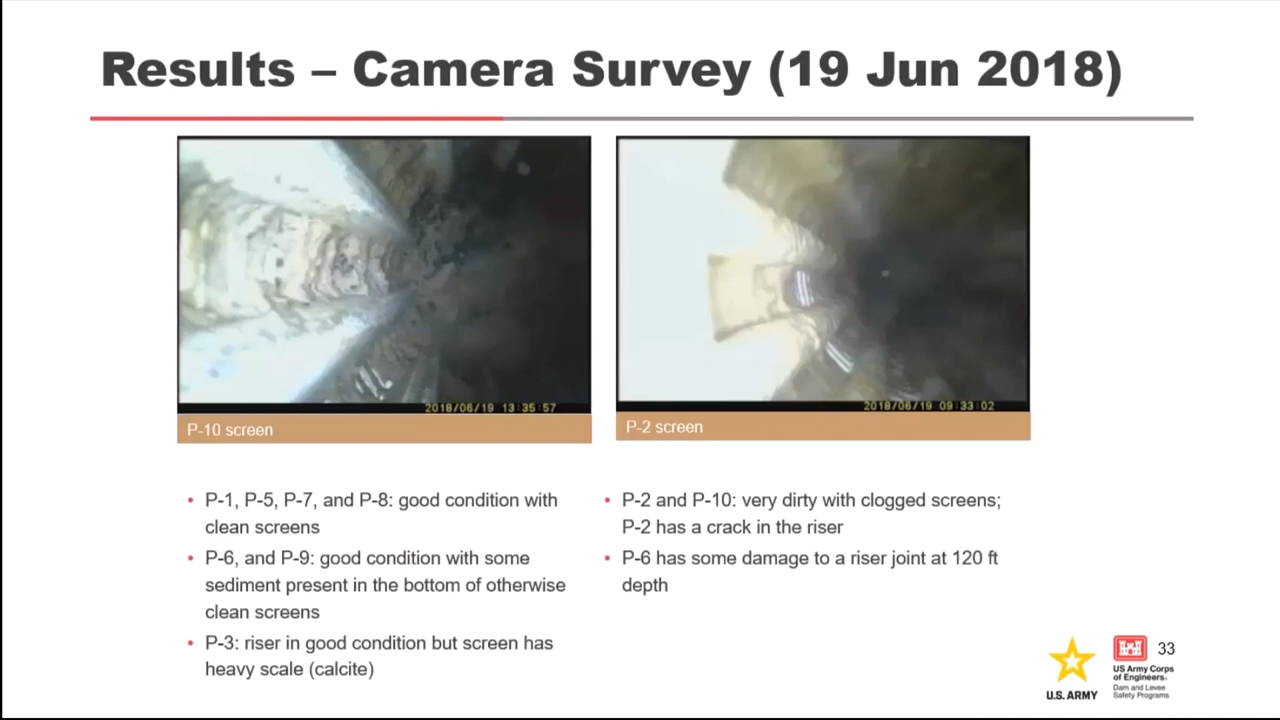 Results – Camera Survey (19 Jun 2018)
2018/06/19 13:35:57
P-10 screen
2018/06/19 09:33:02
P-2 screen
• P-1, P-5, P-7, and P-8: good condition with
clean screens
• P-6, and P-9: good condition with some
sediment present in the bottom of otherwise
clean screens
• P-3: riser in good condition but screen has
heavy scale (calcite)
• P-2 and P-10: very dirty with clogged screens;
P-2 has a crack in the riser
• P-6 has some damage to a riser joint at 120 ft
depth
U.S. ARMY
US Army Corps
of Engineers®
Dam and Levee
Safety Programs
33